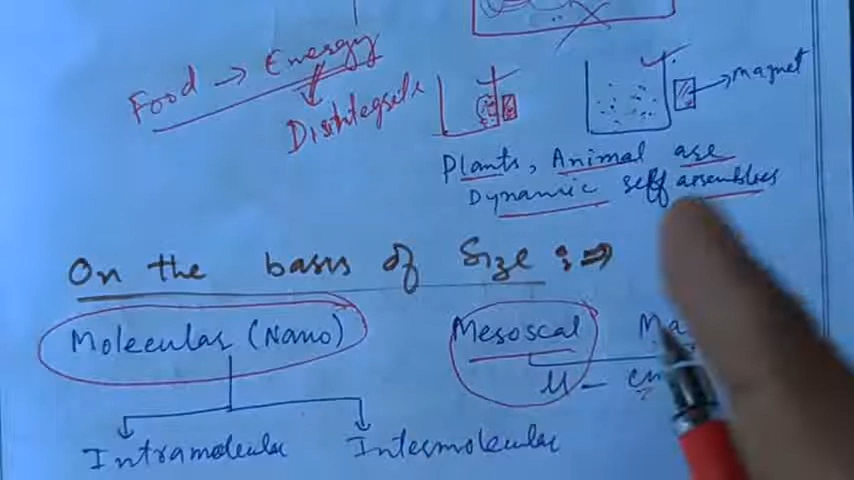 Food → Energy
Disintegrate
magnet
Plants, Animal are
Dynamic self assemblies
On the basis of Size :⇒
Molecular (Nano)
Mesoscal
μ -
Intramolecular
Intermolecular